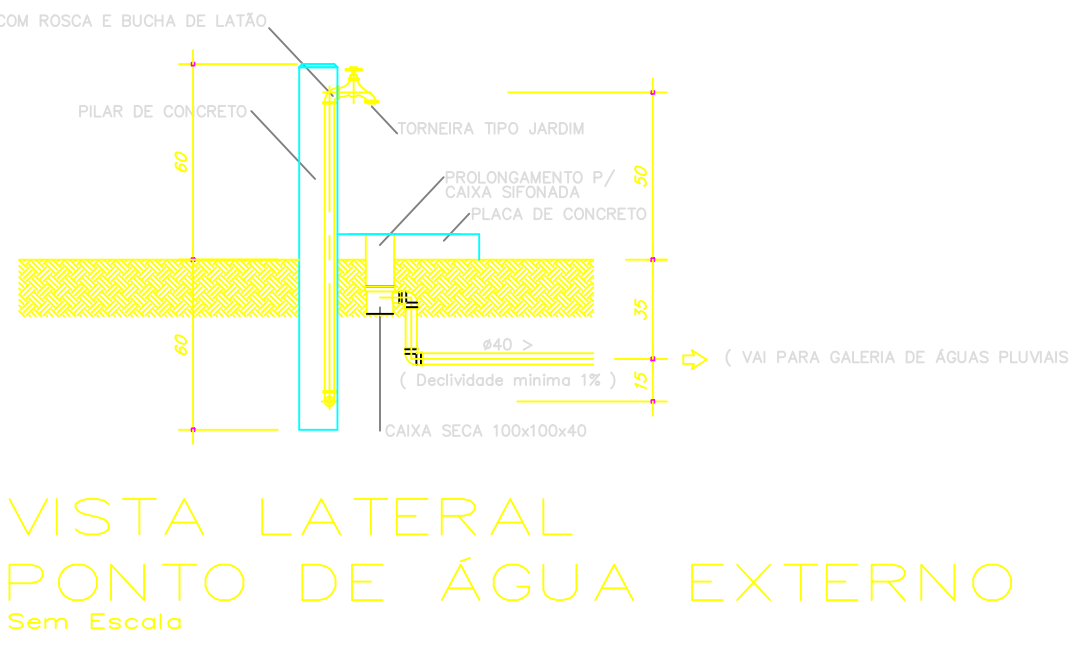 COM ROSCA E BUCHA DE LATÃO
PILAR DE CONCRETO
TORNEIRA TIPO JARDIM
60
50
PROLONGAMENTO P/
CAIXA SIFONADA
PLACA DE CONCRETO
35
60
ø40 >
( VAI PARA GALERIA DE ÁGUAS PLUVIAIS
( Declividade minima 1% )
15
CAIXA SECA 100x100x40
VISTA LATERAL
PONTO DE ÁGUA EXTERNO
Sem Escala